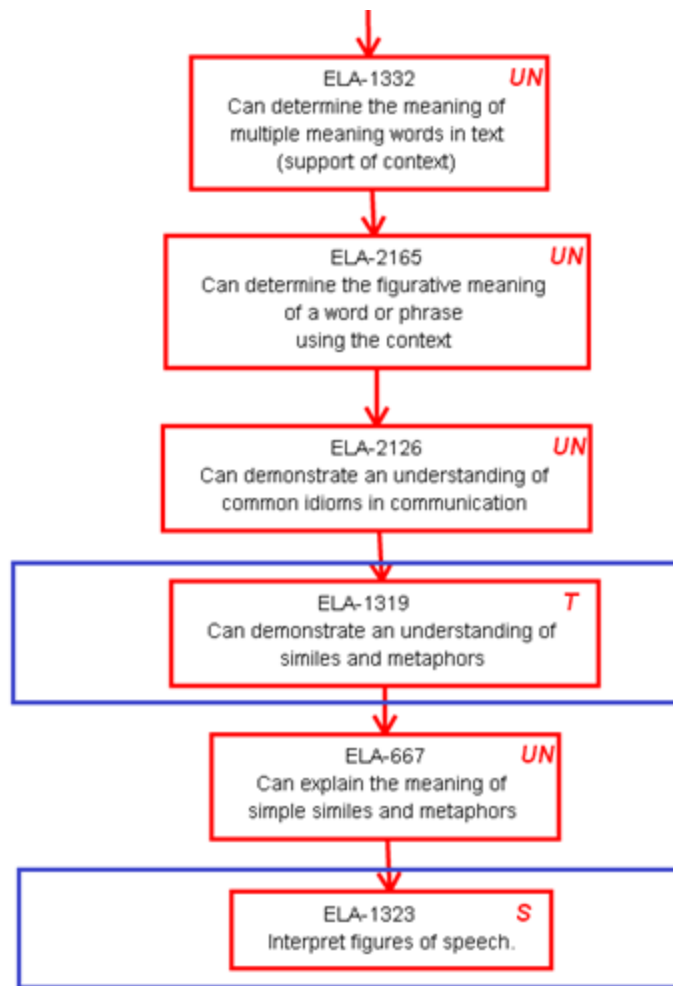 ELA-1332 UN
Can determine the meaning of
multiple meaning words in text
(support of context)
ELA-2165 UN
Can determine the figurative meaning
of a word or phrase
using the context
ELA-2126 UN
Can demonstrate an understanding of
common idioms in communication
ELA-1319 T
Can demonstrate an understanding of
similes and metaphors
ELA-667 UN
Can explain the meaning of
simple similes and metaphors
ELA-1323 S
Interpret figures of speech.